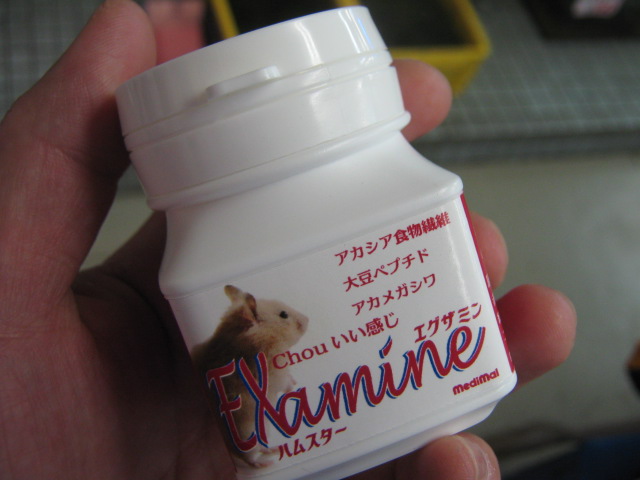 アカシア食物繊維
大豆ペプチド
アカメガシワ
Chou いい感じ
エグザミン
Examine
ハムスター
medimal